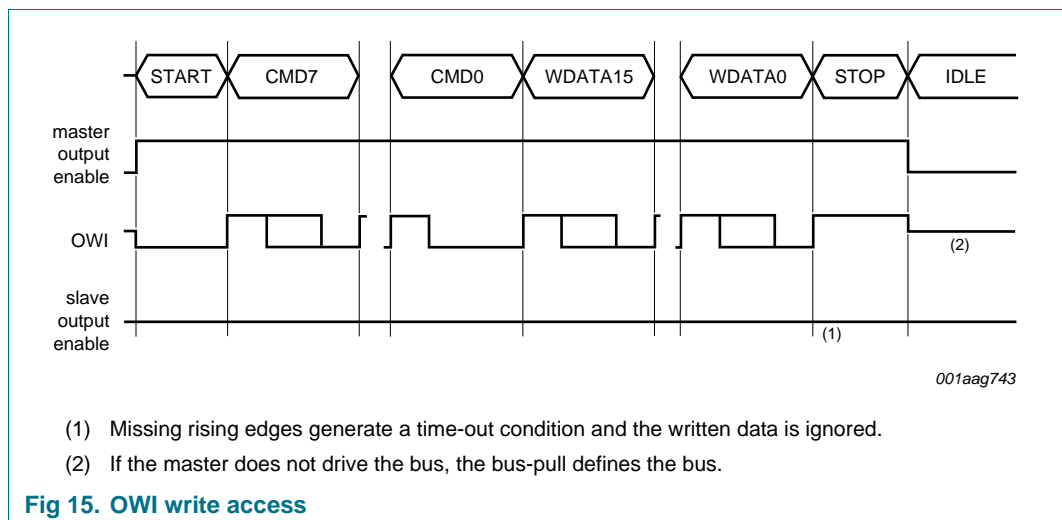 START CMD7 CMD0 WDATA15 WDATA0 STOP IDLE
master
output
enable
OWI
(2)
slave
output
enable
(1)
001aag743
(1) Missing rising edges generate a time-out condition and the written data is ignored.
(2) If the master does not drive the bus, the bus-pull defines the bus.
Fig 15. OWI write access